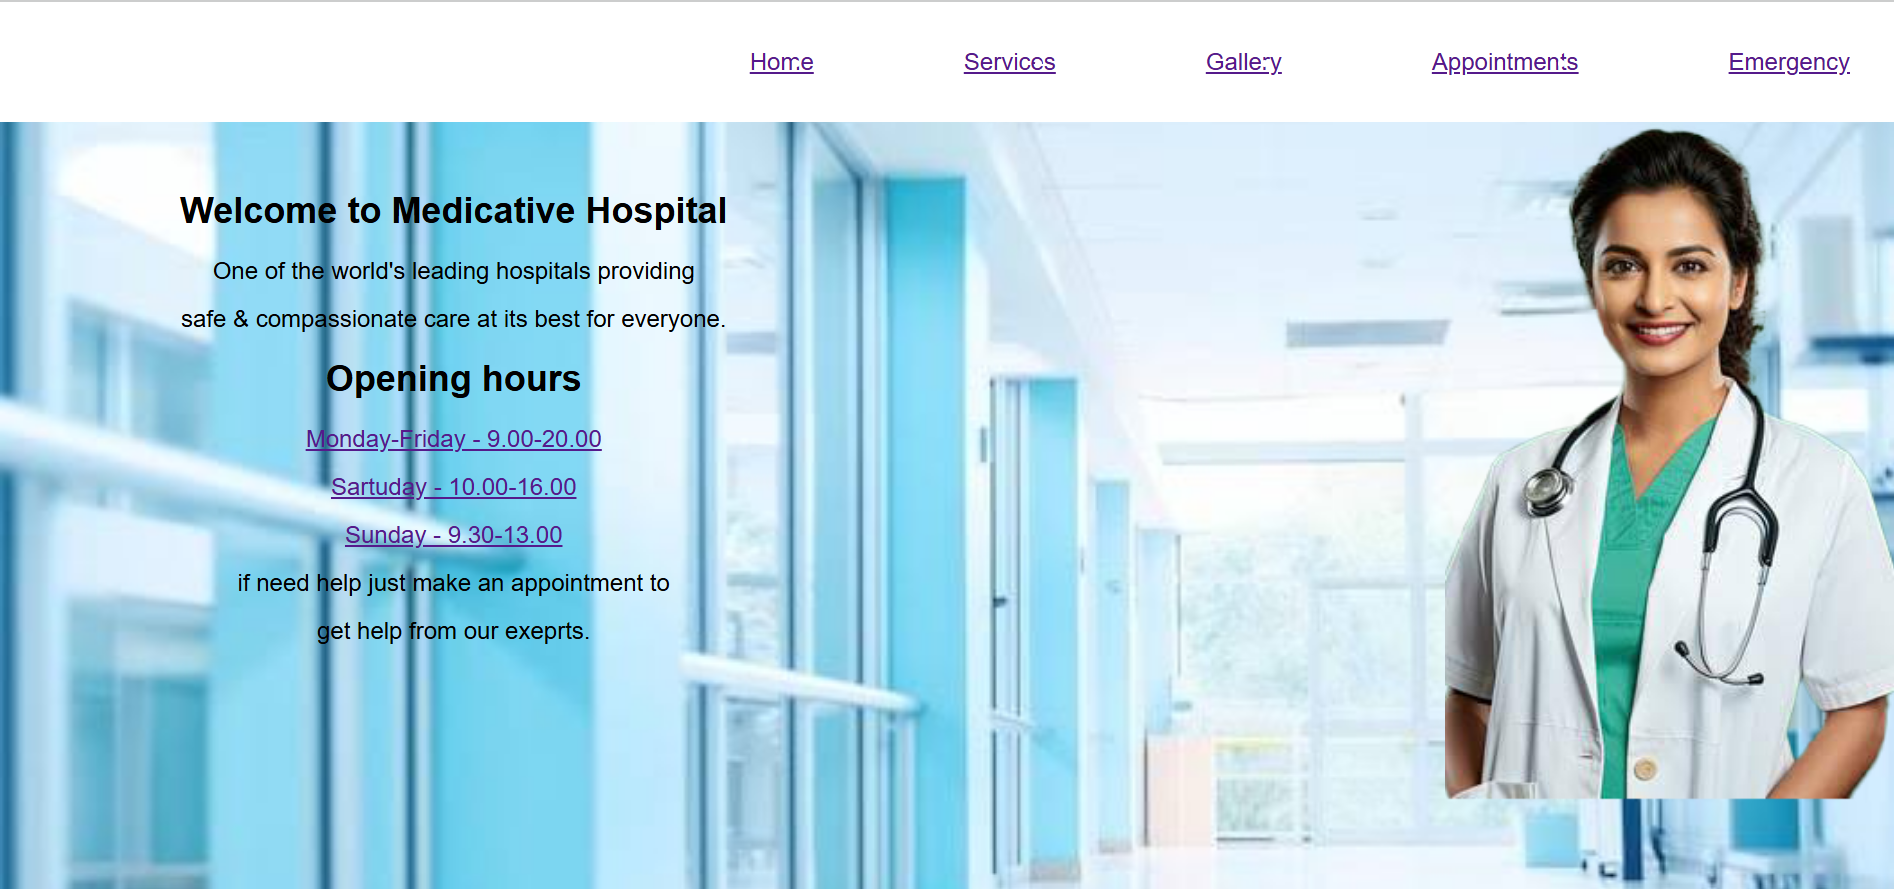 Home Services Gallery Appointments Emergency
Welcome to Medicative Hospital
One of the world's leading hospitals providing
safe & compassionate care at its best for everyone.
Opening hours
Monday-Friday - 9.00-20.00
Sartuday - 10.00-16.00
Sunday - 9.30-13.00
if need help just make an appointment to
get help from our exeprts.